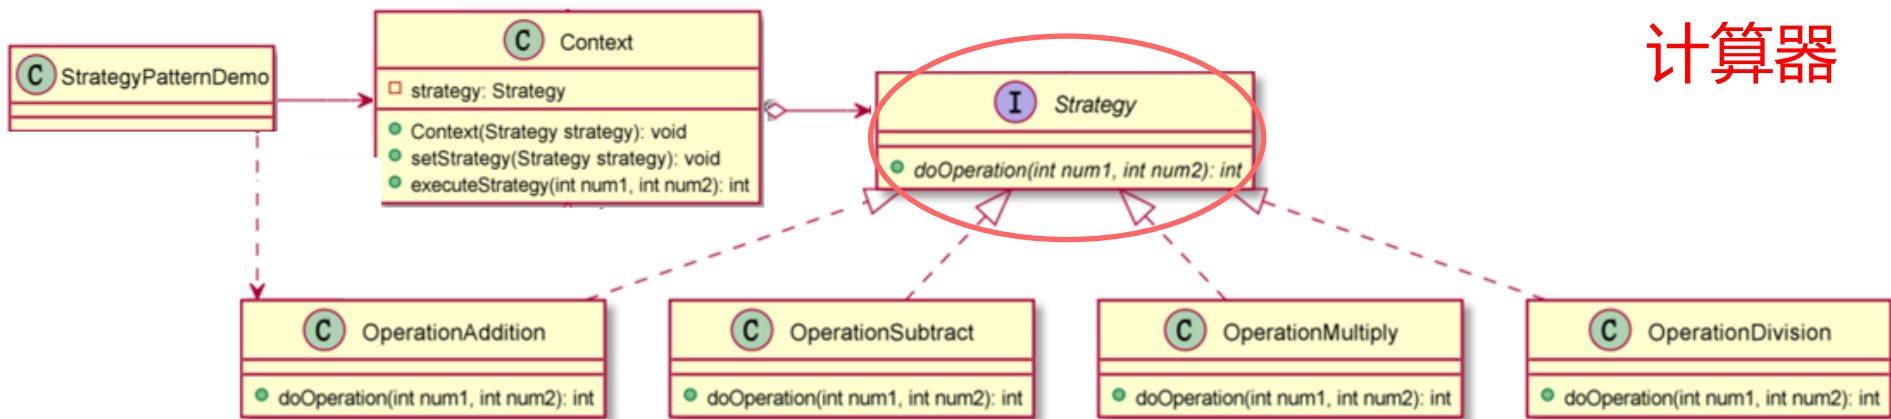 计算器
C StrategyPatternDemo
C Context
strategy: Strategy
Context(Strategy strategy): void
setStrategy(Strategy strategy): void
executeStrategy(int num1, int num2): int
I Strategy
doOperation(int num1, int num2): int
C OperationAddition
doOperation(int num1, int num2): int
C OperationSubtract
doOperation(int num1, int num2): int
C OperationMultiply
doOperation(int num1, int num2): int
C OperationDivision
doOperation(int num1, int num2): int